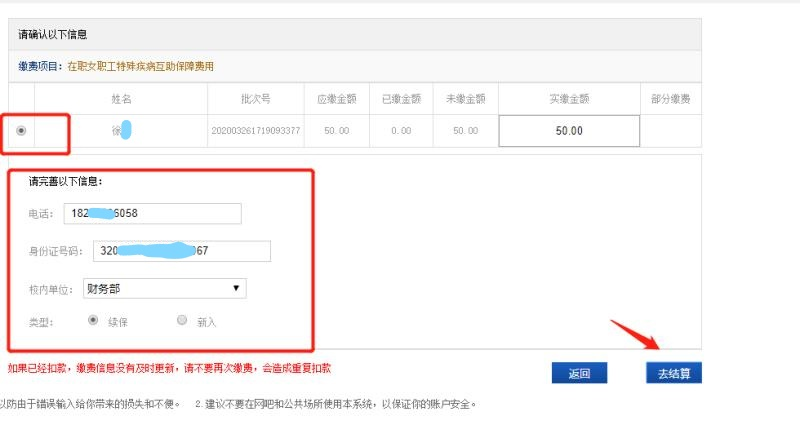 请确认以下信息
缴费项目：在职女职工特殊疾病互助保障费用
姓名 批次号 应缴金额 已缴金额 未缴金额 实缴金额 部分缴费
徐 202003261719093377 50.00 0.00 50.00 50.00
请完善以下信息：
电话： 182 6058
身份证号码： 320 067
校内单位： 财务部
类型： 续保 新入
如果已经扣款，缴费信息没有及时更新，请不要再次缴费，会造成重复扣款
返回 去结算
以防由于错误输入给你带来的损失和不便。 2.建议不要在网吧和公共场所使用本系统，以保证你的账户安全。